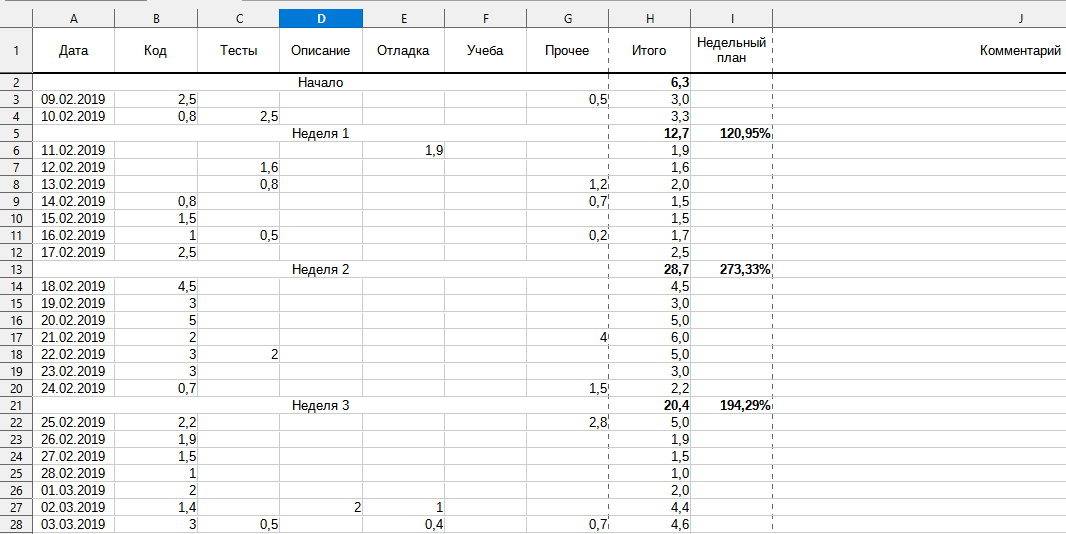 A B C D E F G H I J
1 Дата Код Тесты Описание Отладка Учеба Прочее Итого Недельный план Комментарий
2 Начало 6,3
3 09.02.2019 2,5 0,5 3,0
4 10.02.2019 0,8 2,5 3,3
5 Неделя 1 12,7 120,95%
6 11.02.2019 1,9 1,9
7 12.02.2019 1,6 1,6
8 13.02.2019 0,8 1,2 2,0
9 14.02.2019 0,8 0,7 1,5
10 15.02.2019 1,5 1,5
11 16.02.2019 1 0,5 0,2 1,7
12 17.02.2019 2,5 2,5
13 Неделя 2 28,7 273,33%
14 18.02.2019 4,5 4,5
15 19.02.2019 3 3,0
16 20.02.2019 5 5,0
17 21.02.2019 2 4 6,0
18 22.02.2019 3 2 5,0
19 23.02.2019 3 3,0
20 24.02.2019 0,7 1,5 2,2
21 Неделя 3 20,4 194,29%
22 25.02.2019 2,2 2,8 5,0
23 26.02.2019 1,9 1,9
24 27.02.2019 1,5 1,5
25 28.02.2019 1 1,0
26 01.03.2019 2 2,0
27 02.03.2019 1,4 2 1 4,4
28 03.03.2019 3 0,5 0,4 0,7 4,6